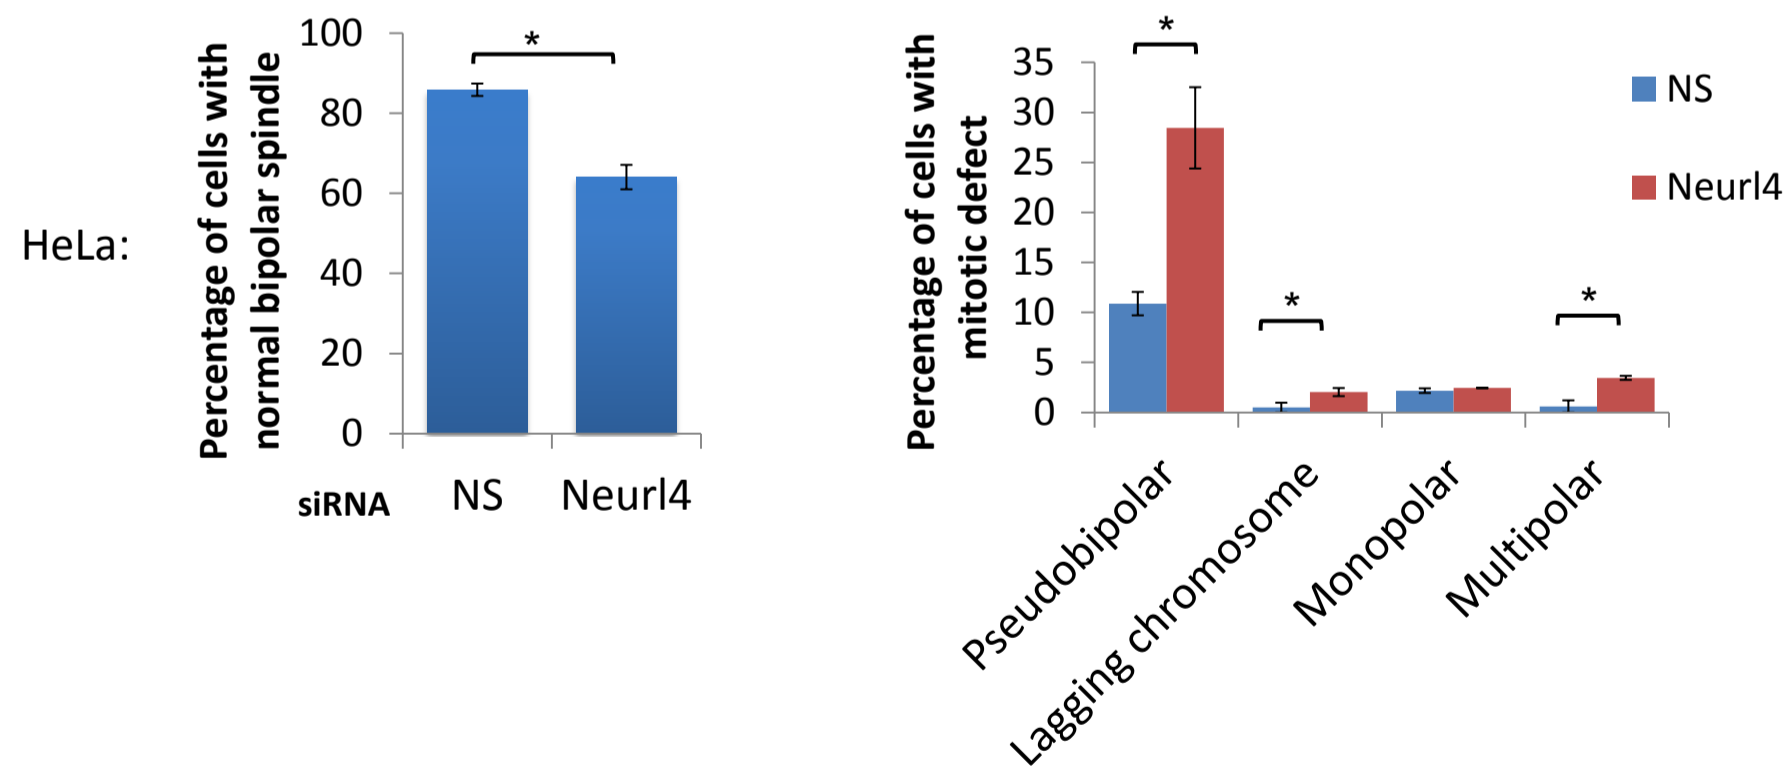 HeLa:
Percentage of cells with
normal bipolar spindle
100
80
60
40
20
0
*
siRNA
NS
Neurl4
Percentage of cells with
mitotic defect
35
30
25
20
15
10
5
0
*
*
*
Pseudobipolar
Lagging chromosome
Monopolar
Multipolar
NS
Neurl4